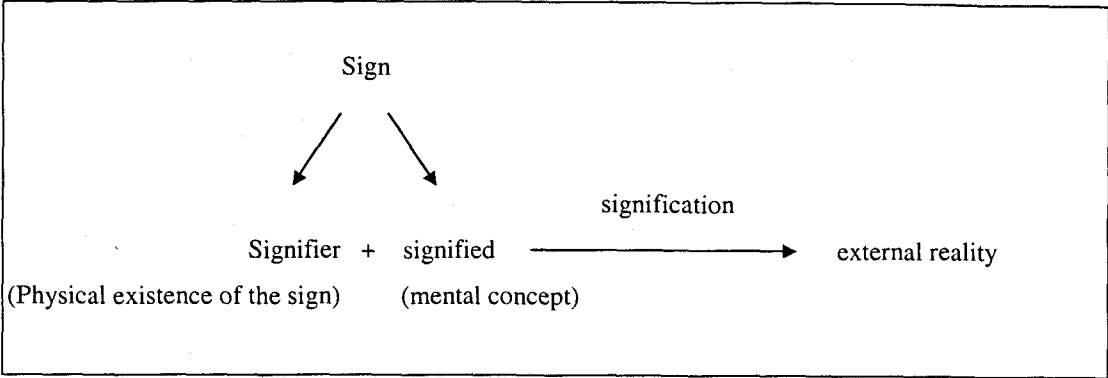 Sign
signification
Signifier + signified external reality
(Physical existence of the sign) (mental concept)